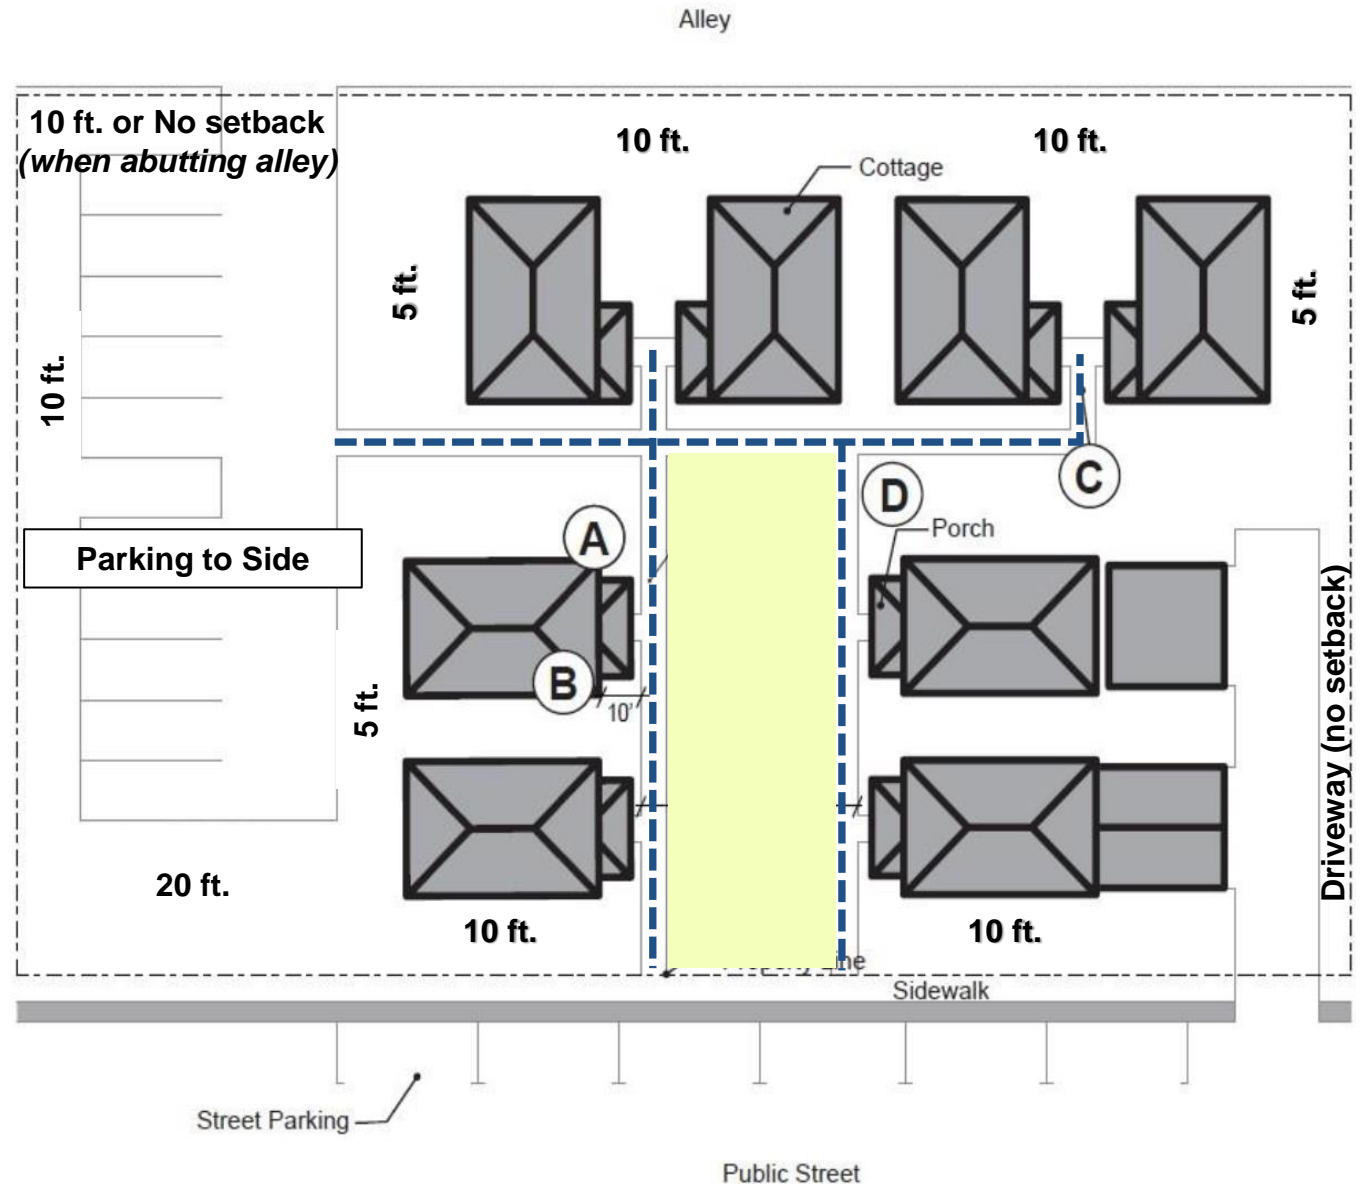 Alley
10 ft. or No setback
(when abutting alley)
10 ft.
10 ft.
Cottage
5 ft.
5 ft.
10 ft.
C
D
A
Porch
Parking to Side
B
10'
5 ft.
Driveway (no setback)
20 ft.
10 ft.
10 ft.
Property Line
Sidewalk
Street Parking
Public Street